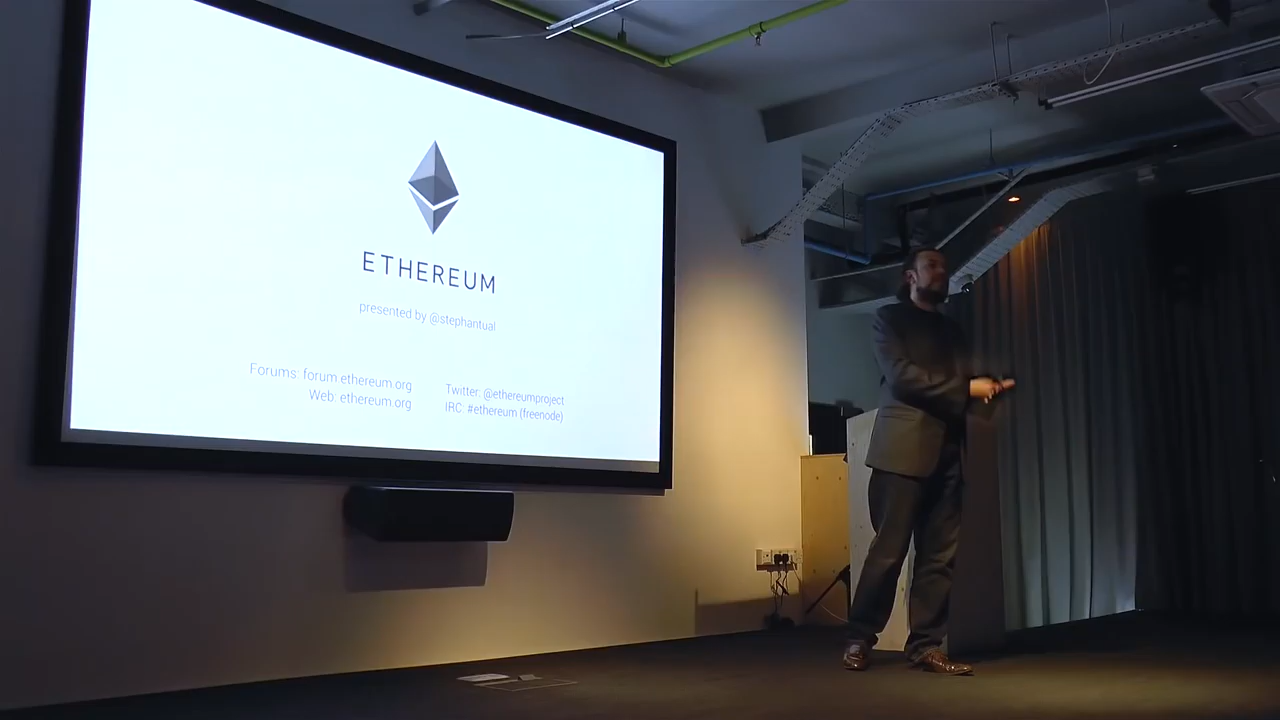 ETHEREUM
presented by @stephantual
Forums: forum.ethereum.org
Web: ethereum.org
Twitter: @ethereumproject
IRC: #ethereum (freenode)